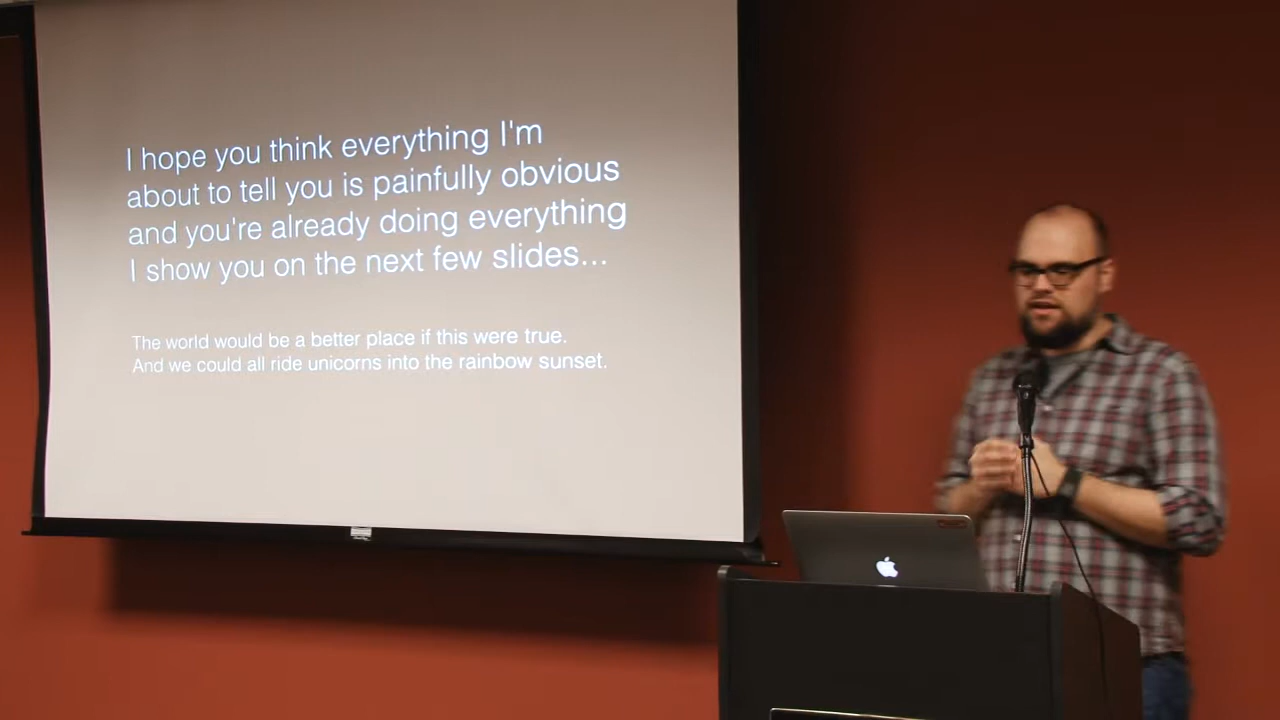 I hope you think everything I'm
about to tell you is painfully obvious
and you're already doing everything
I show you on the next few slides...
The world would be a better place if this were true.
And we could all ride unicorns into the rainbow sunset.